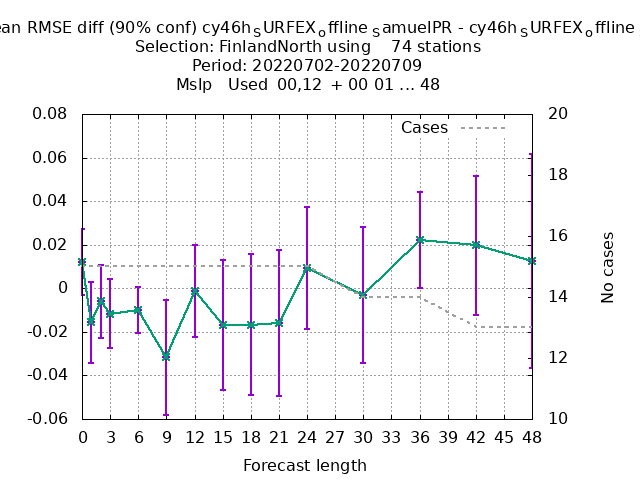 ean RMSE diff (90% conf) cy46h_SURFEX_offline_SamuelPR - cy46h_SURFEX_offline
Selection: FinlandNorth using 74 stations
Period: 20220702-20220709
Mslp Used 00,12 + 00 01 ... 48
Cases
0.08
0.06
0.04
0.02
0
-0.02
-0.04
-0.06
20
18
16
14
12
10
No cases
0 3 6 9 12 15 18 21 24 27 30 33 36 39 42 45 48
Forecast length